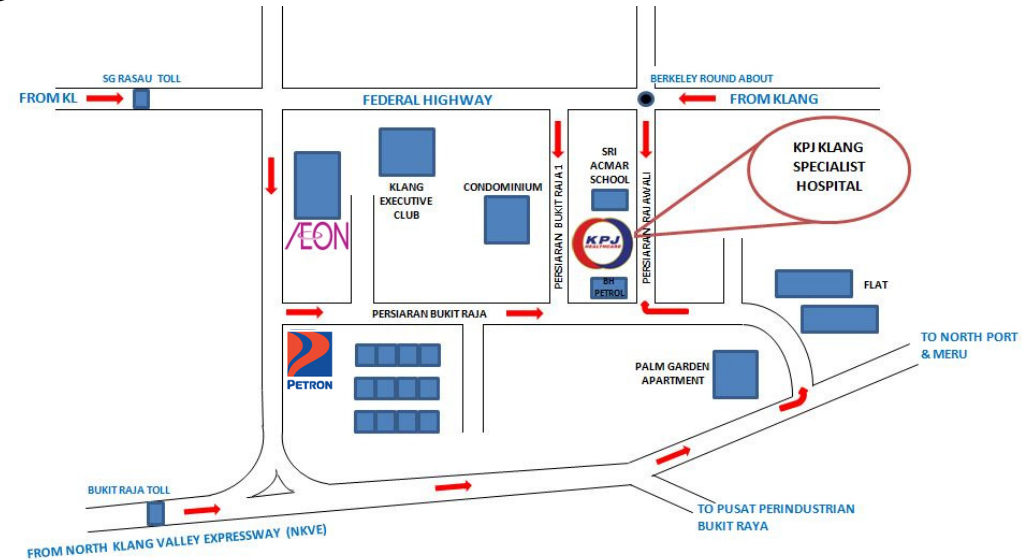 SG RASAU TOLL
BERKELEY ROUND ABOUT
FROM KL
FEDERAL HIGHWAY
FROM KLANG
KPJ KLANG
SPECIALIST
HOSPITAL
SRI
ACMAR
SCHOOL
KLANG
EXECUTIVE
CLUB
CONDOMINIUM
PERSIARAN BUKIT RAJA 1
PERSIARAN RAJAWALI
ÆON
KPJ
HEALTHCARE
BH
PETROL
FLAT
PERSIARAN BUKIT RAJA
PETRON
PALM GARDEN
APARTMENT
TO NORTH PORT
& MERU
BUKIT RAJA TOLL
TO PUSAT PERINDUSTRIAN
BUKIT RAYA
FROM NORTH KLANG VALLEY EXPRESSWAY (NKVE)